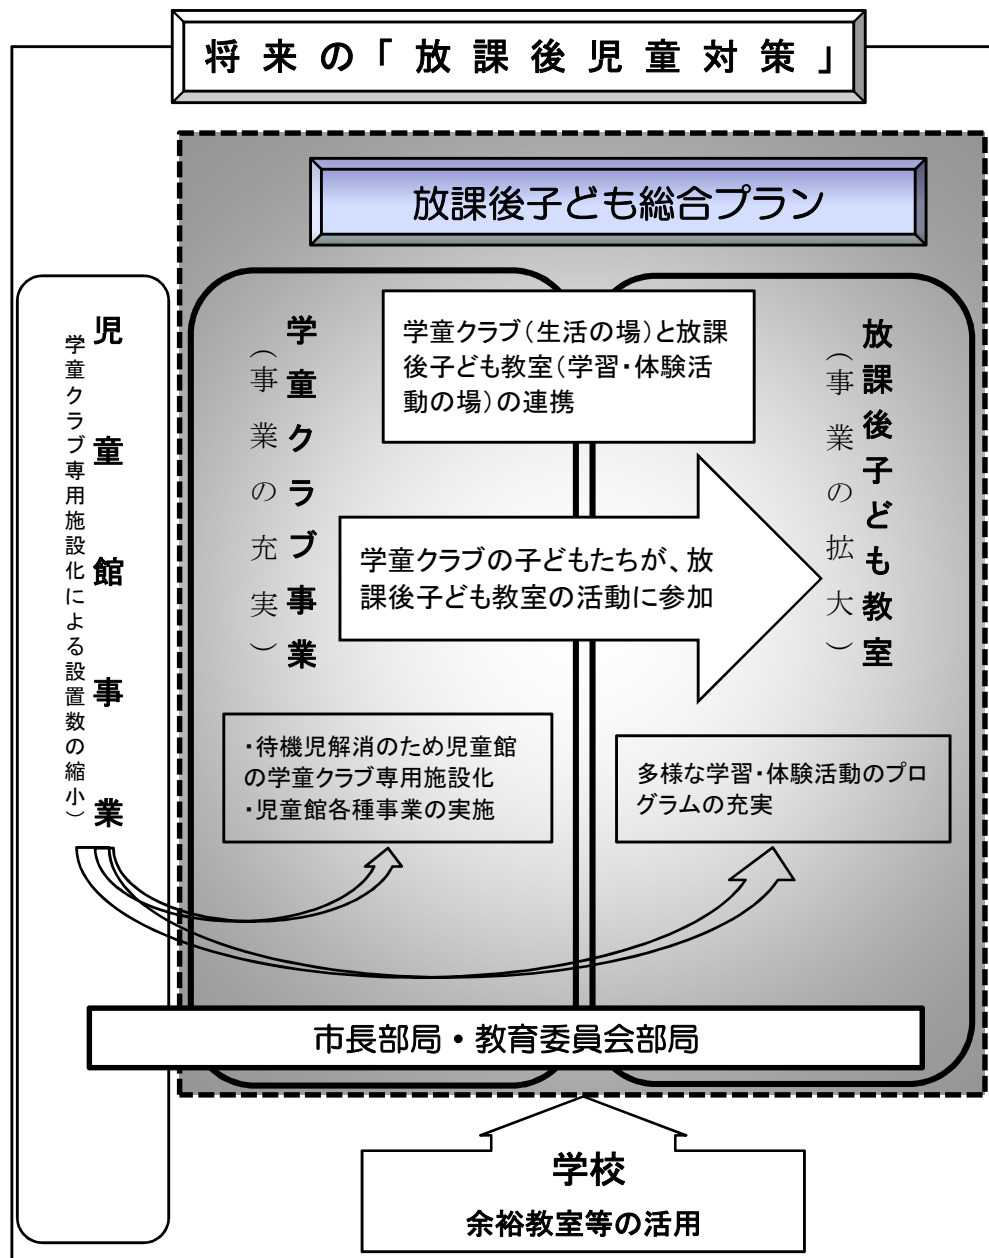 将来の「放課後児童対策」
放課後子ども総合プラン
児童館事業
（学童クラブ専用施設化による設置数の縮小）
学童クラブ事業
（事業の充実）
学童クラブ（生活の場）と放課
後子ども教室（学習・体験活
動の場）の連携
放課後子ども教室
（事業の拡大）
学童クラブの子どもたちが、放
課後子ども教室の活動に参加
・待機児解消のため児童館
の学童クラブ専用施設化
・児童館各種事業の実施
多様な学習・体験活動のプロ
グラムの充実
市長部局・教育委員会部局
学校
余裕教室等の活用